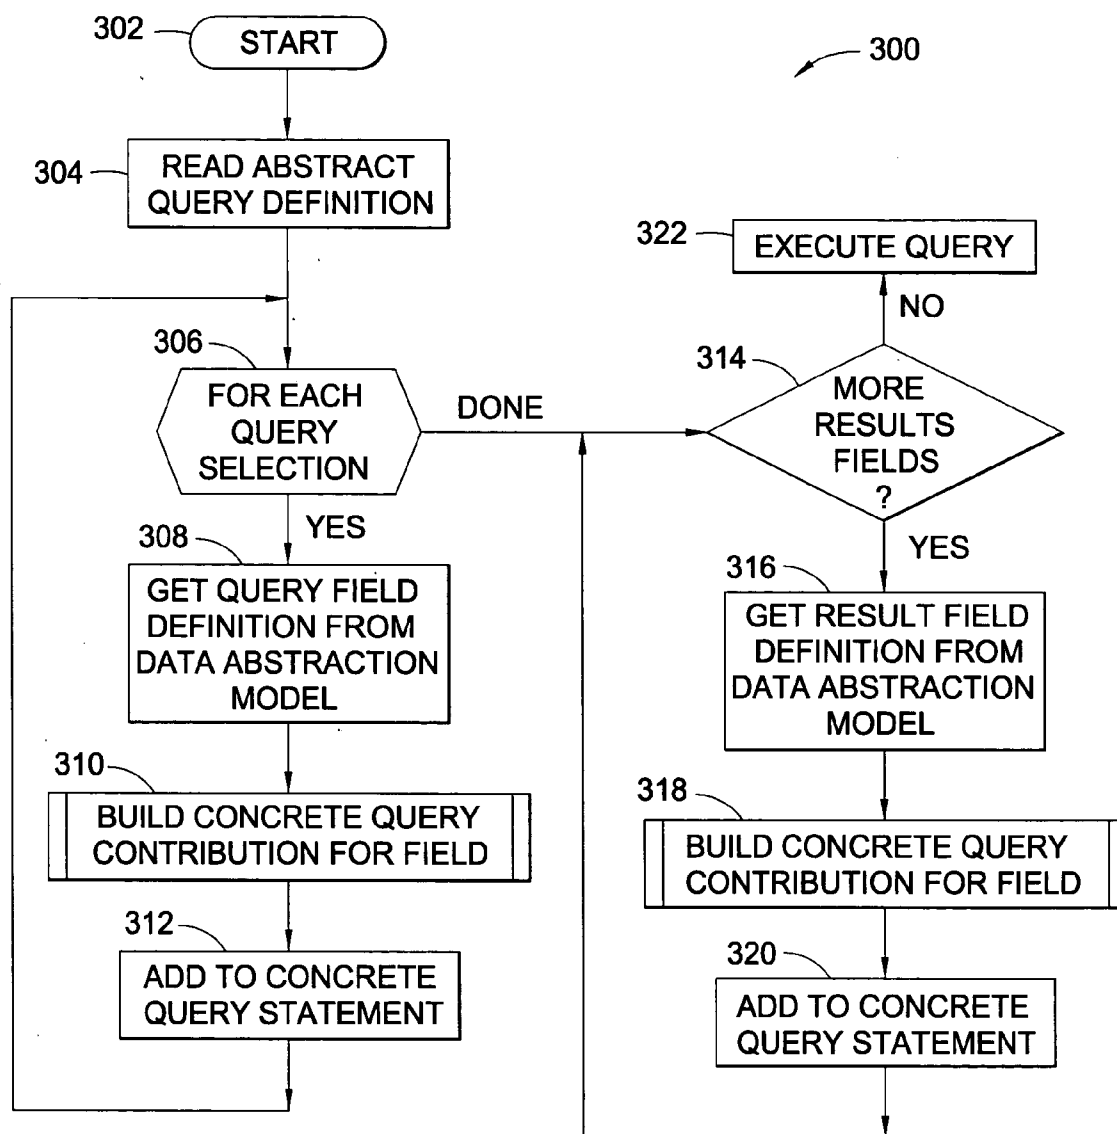 302
START
300
304
READ ABSTRACT
QUERY DEFINITION
306
FOR EACH
QUERY
SELECTION
DONE
YES
308
GET QUERY FIELD
DEFINITION FROM
DATA ABSTRACTION
MODEL
310
BUILD CONCRETE QUERY
CONTRIBUTION FOR FIELD
312
ADD TO CONCRETE
QUERY STATEMENT
322
EXECUTE QUERY
NO
314
MORE
RESULTS
FIELDS
?
YES
316
GET RESULT FIELD
DEFINITION FROM
DATA ABSTRACTION
MODEL
318
BUILD CONCRETE QUERY
CONTRIBUTION FOR FIELD
320
ADD TO CONCRETE
QUERY STATEMENT